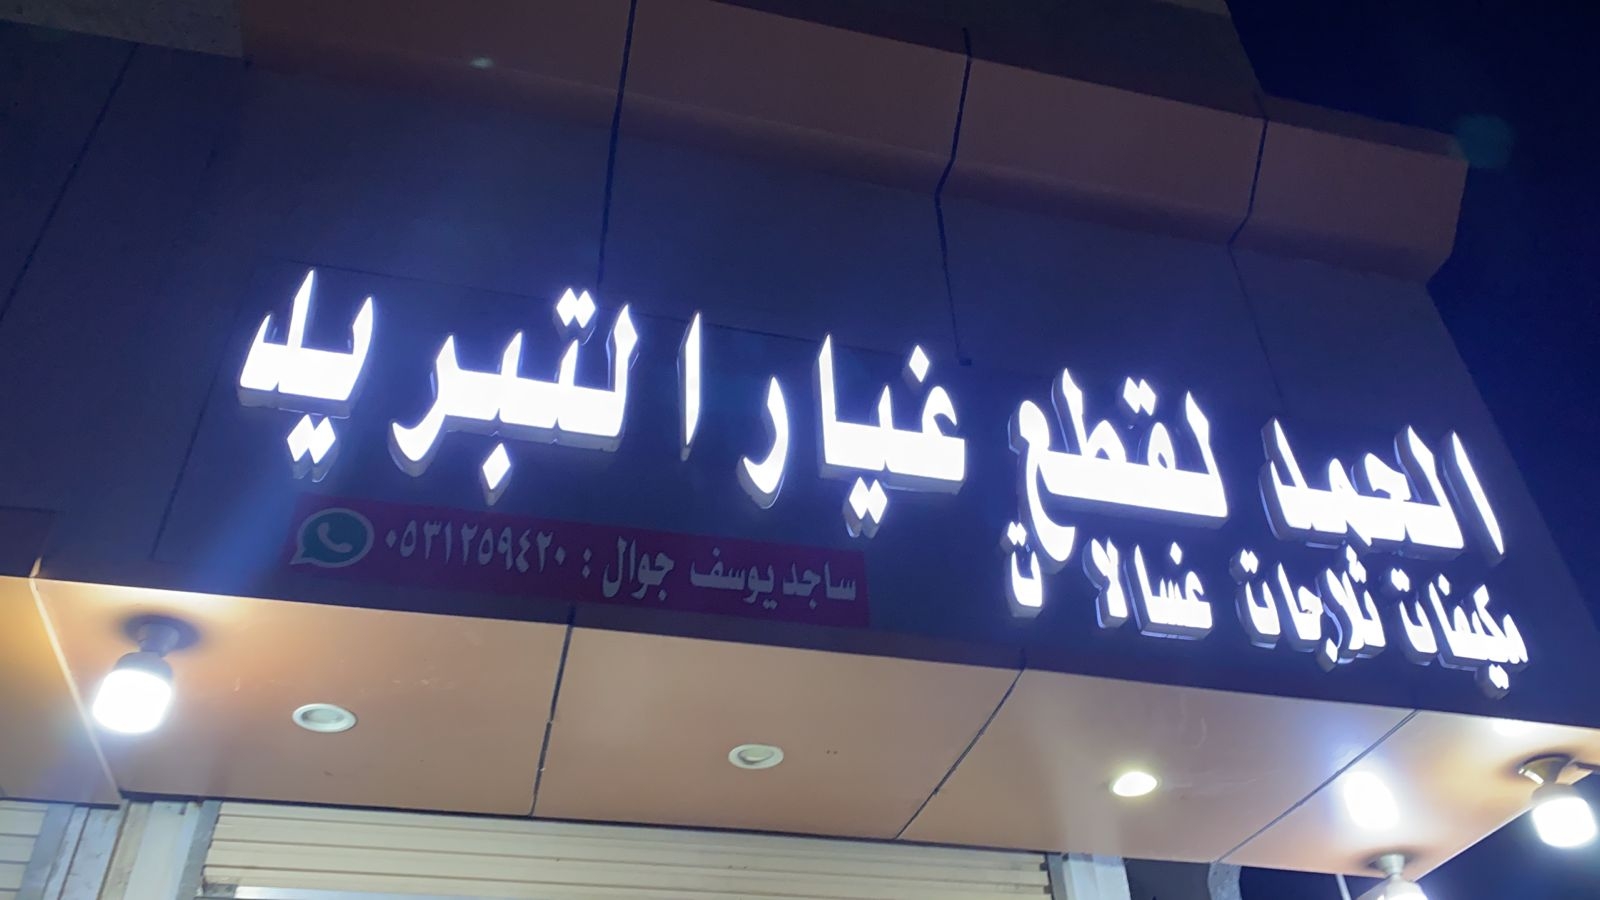 الحمد لقطع غيار التبريد
مكيفات ثلاجات غسالات
ساجد يوسف جوال : ٠٥٣١٢٥٩٤٢٠